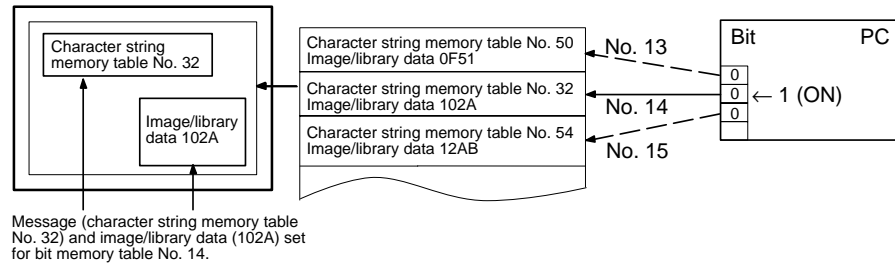 Character string
memory table No. 32
Image/library
data 102A
Message (character string memory table
No. 32) and image/library data (102A) set
for bit memory table No. 14.
Character string memory table No. 50
Image/library data 0F51
Character string memory table No. 32
Image/library data 102A
Character string memory table No. 54
Image/library data 12AB
No. 13
No. 14
No. 15
Bit PC
0
0 ← 1 (ON)
0